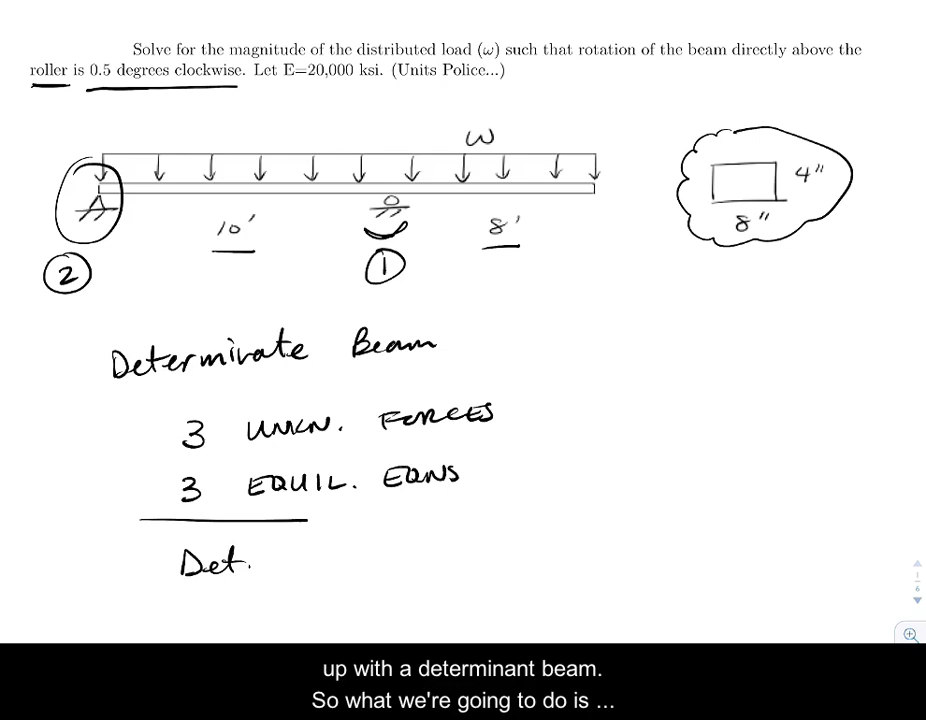 Solve for the magnitude of the distributed load (ω) such that rotation of the beam directly above the
roller is 0.5 degrees clockwise. Let E=20,000 ksi. (Units Police...)
ω
4"
10'
8'
8"
2
1
Determinate Beam
3 UNKN. FORCES
3 EQUIL. EQNS
Det.
1
6
up with a determinant beam.
So what we're going to do is ...